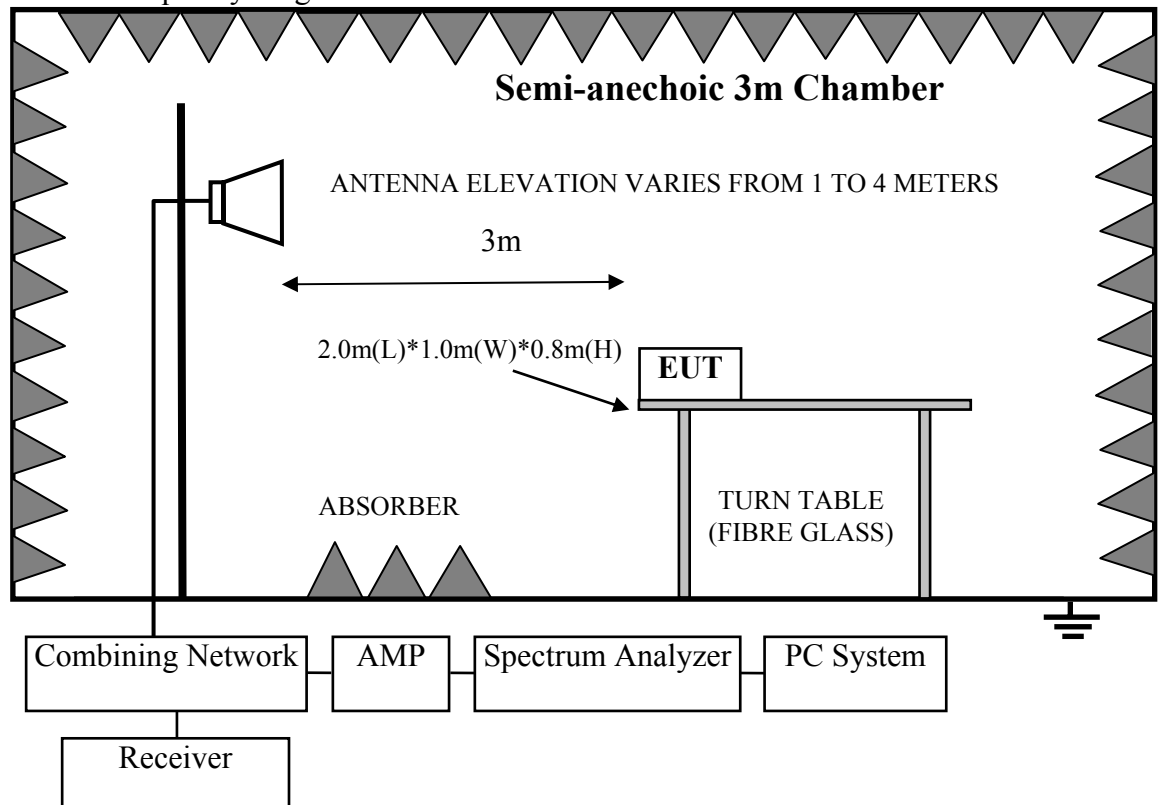 Semi-anechoic 3m Chamber
ANTENNA ELEVATION VARIES FROM 1 TO 4 METERS
3m
2.0m(L)*1.0m(W)*0.8m(H)
EUT
ABSORBER
TURN TABLE
(FIBRE GLASS)
Combining Network
AMP
Spectrum Analyzer
PC System
Receiver